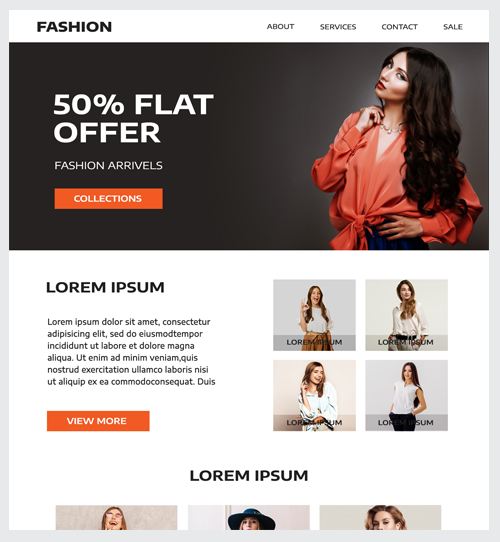 FASHION
ABOUT SERVICES CONTACT SALE
50% FLAT
OFFER
FASHION ARRIVELS
COLLECTIONS
LOREM IPSUM
Lorem ipsum dolor sit amet, consectetur
adipisicing elit, sed do eiusmodtempor
incididunt ut labore et dolore magna
aliqua. Ut enim ad minim veniam,quis
nostrud exercitation ullamco laboris nisi
ut aliquip ex ea commodoconsequat. Duis
VIEW MORE
LOREM IPSUM
LOREM IPSUM
LOREM IPSUM
LOREM IPSUM
LOREM IPSUM